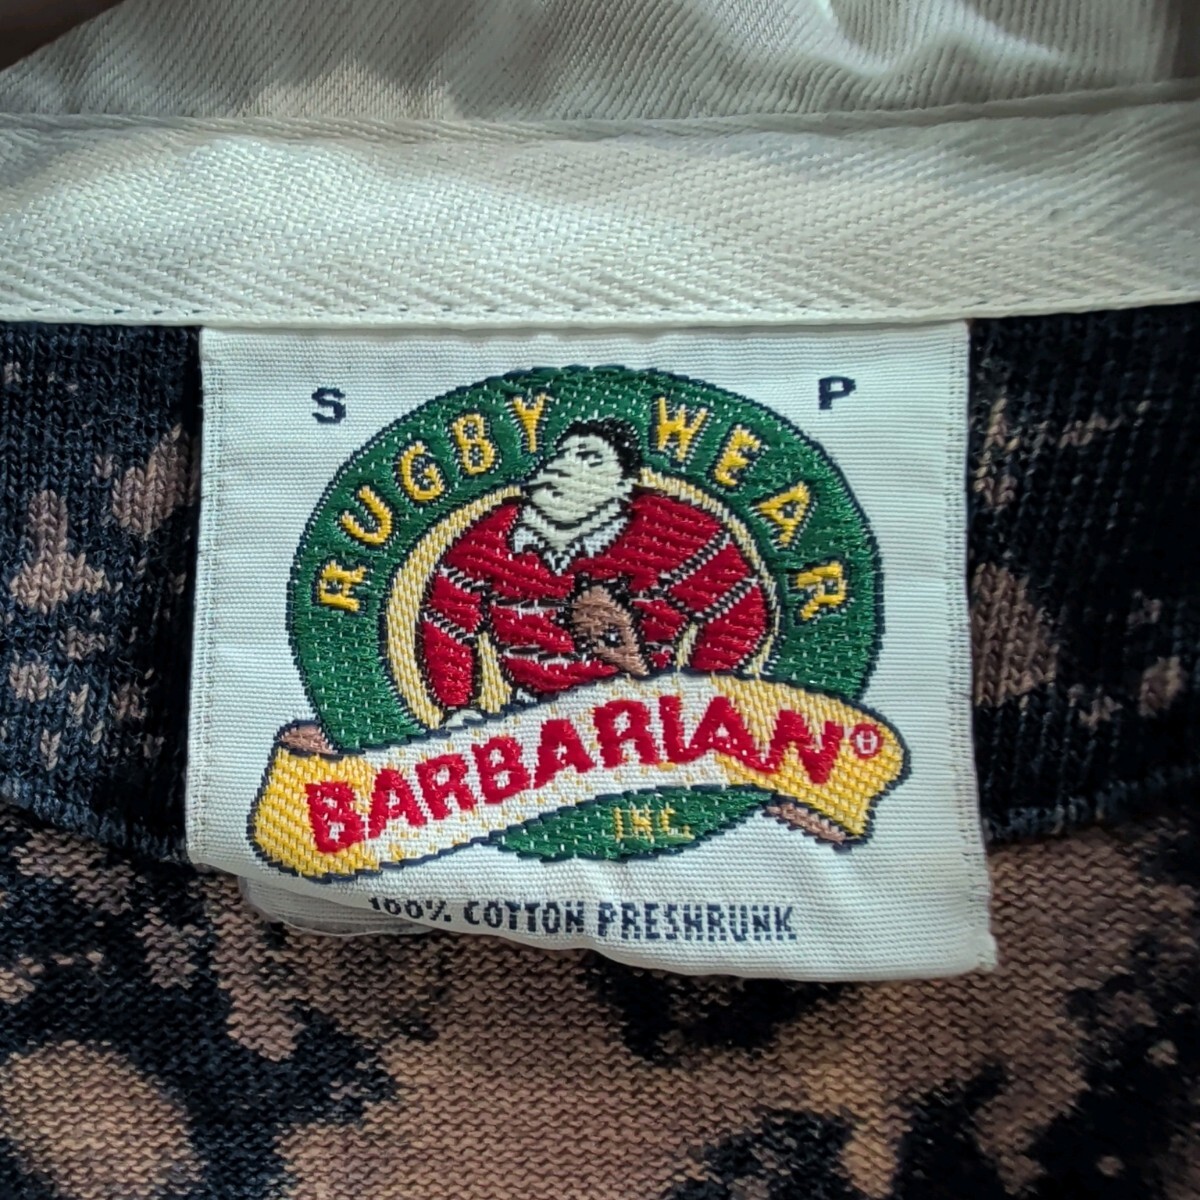 S P
RUGBY WEAR
BARBARIAN®
INC.
100% COTTON PRESHRUNK